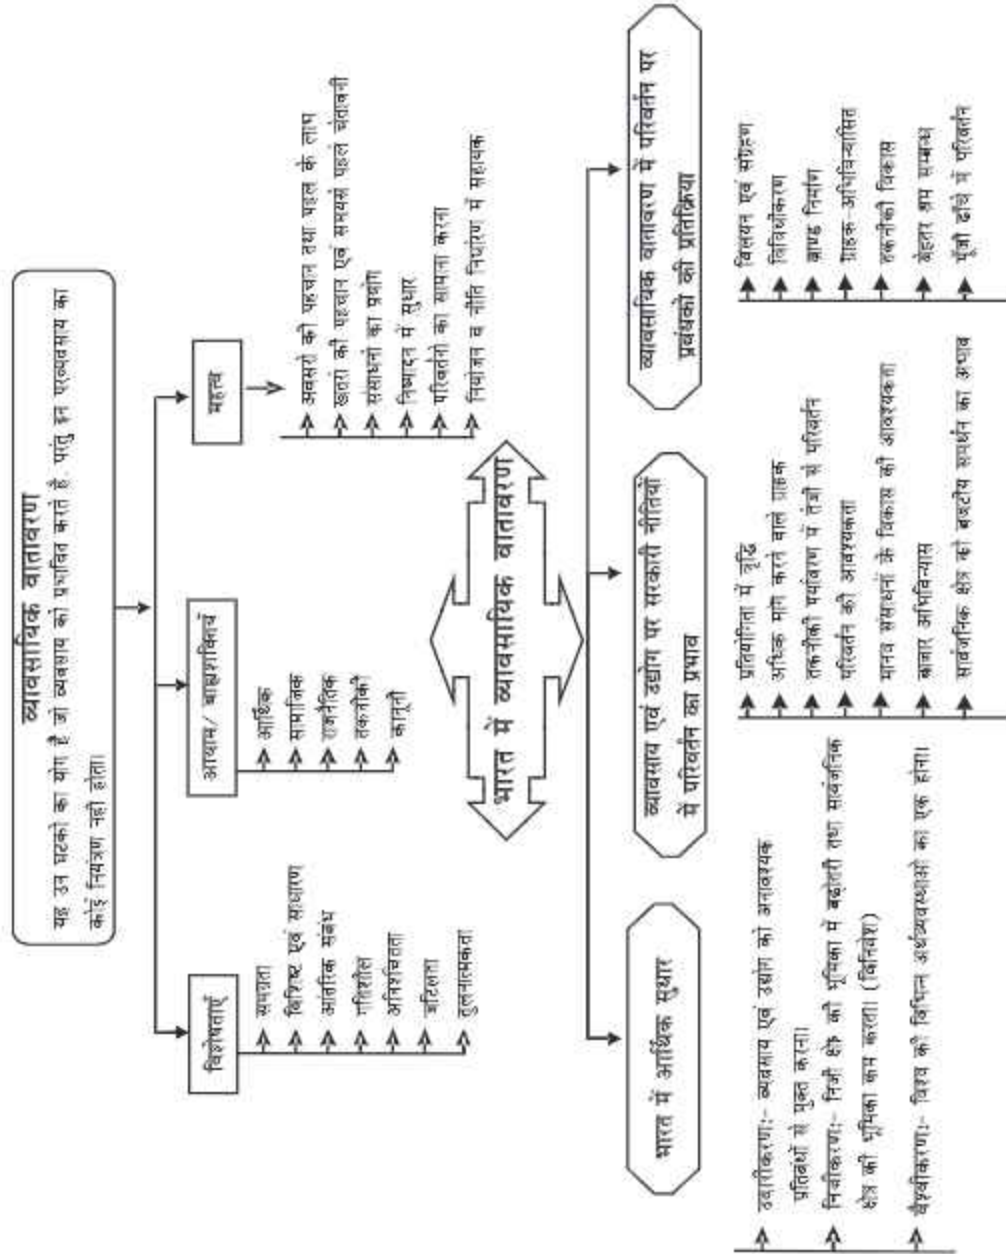 व्यावसायिक वातावरण
यह उन घटकों का योग है जो व्यवसाय को प्रभावित करते हैं. परंतु इन परव्यवसाय का
कोई नियंत्रण नहीं होता।
विशेषताएँ
समग्रता
विशिष्ट एवं साधारण
आंतरिक संबंध
गतिशील
अनिश्चितता
जटिलता
तुलनात्मकता
आयाम/ बाह्यशक्तियाँ
आर्थिक
सामाजिक
राजनैतिक
तकनीकी
कानूनी
महत्त्व
अवसरों की पहचान तथा पहल के लाभ
खतरों की पहचान एवं समयसे पहले चेतावनी
संसाधनों का प्रयोग
निष्पादन में सुधार
परिवर्तनों का सामना करना
नियोजन व नीति निर्धारण में सहायक
भारत में व्यावसायिक वातावरण
भारत में आर्थिक सुधार
उदारीकरण:- व्यवसाय एवं उद्योग को अनावश्यक
प्रतिबंधों से मुक्त करना।
निजीकरण:- निजी क्षेत्र की भूमिका में बढ़ोतरी तथा सार्वजनिक
क्षेत्र की भूमिका कम करता। (विनिवेश)
वैश्वीकरण:- विश्व की विभिन्न अर्थव्यवस्थाओं का एक होना।
व्यावसाय एवं उद्योग पर सरकारी नीतियों
में परिवर्तन का प्रभाव
प्रतियोगिता में वृद्धि
अधिक मांग करने वाले ग्राहक
तकनीकी पर्यावरण में तेजी से परिवर्तन
परिवर्तन की आवश्यकता
मानव संसाधनों के विकास की आवश्यकता
बाजार अभिविन्यास
सार्वजनिक क्षेत्र को बजटीय समर्थन का अभाव
व्यावसायिक वातावरण में परिवर्तन पर
प्रबंधकों की प्रतिक्रिया
विलयन एवं संग्रहण
विविधीकरण
ब्राण्ड निर्माण
ग्राहक-अभिविन्यासित
तकनीकी विकास
बेहतर श्रम सम्बन्ध
पूँजी ढाँचे में परिवर्तन